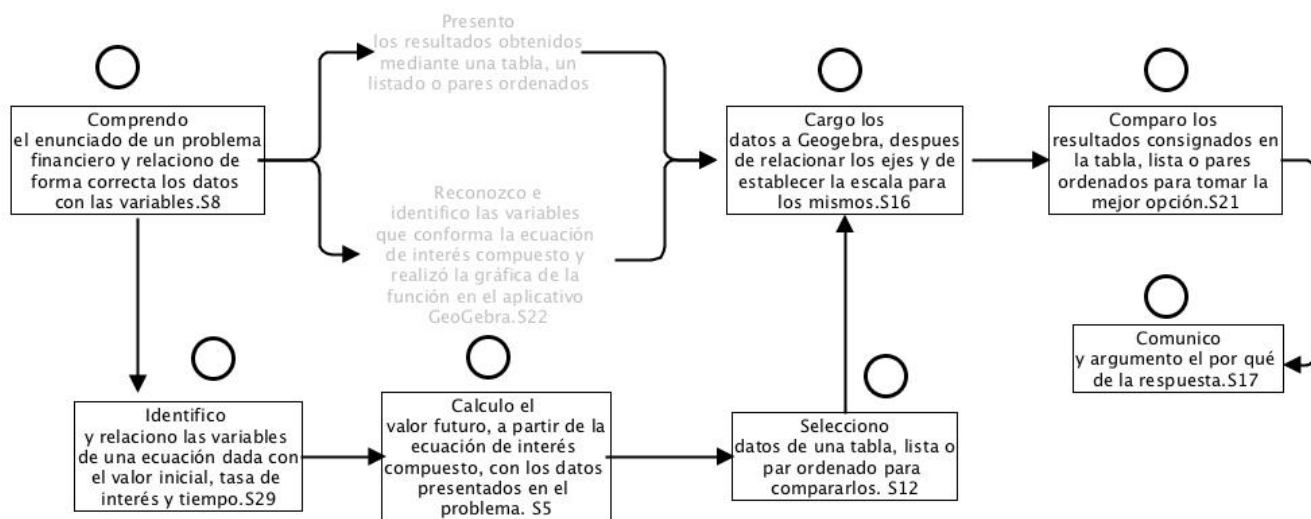 Presento
los resultados obtenidos
mediante una tabla, un
listado o pares ordenados
Comprendo
el enunciado de un problema
financiero y relaciono de
forma correcta los datos
con las variables.S8
Cargo los
datos a Geogebra, despues
de relacionar los ejes y de
establecer la escala para
los mismos.S16
Comparo los
resultados consignados en
la tabla, lista o pares
ordenados para tomar la
mejor opción.S21
Reconozco e
identifico las variables
que conforma la ecuación
de interés compuesto y
realizó la gráfica de la
función en el aplicativo
GeoGebra.S22
Comunico
y argumento el por qué
de la respuesta.S17
Identifico
y relaciono las variables
de una ecuación dada con
el valor inicial, tasa de
interés y tiempo.S29
Calculo el
valor futuro, a partir de la
ecuación de interés
compuesto, con los datos
presentados en el
problema. S5
Selecciono
datos de una tabla, lista o
par ordenado para
compararlos. S12